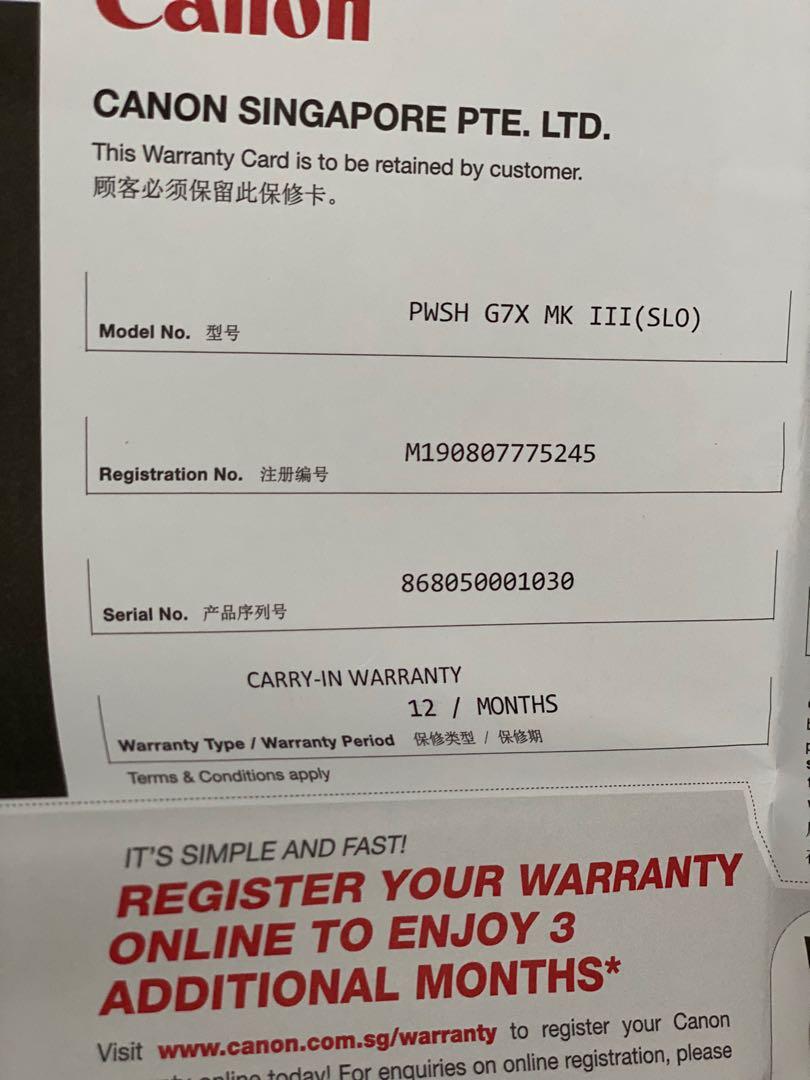 Canon
CANON SINGAPORE PTE. LTD.
This Warranty Card is to be retained by customer.
顾客必须保留此保修卡。
PWSH G7X MK III(SLO)
Model No. 型号
M190807775245
Registration No. 注册编号
868050001030
Serial No. 产品序列号
CARRY-IN WARRANTY
12 / MONTHS
Warranty Type / Warranty Period 保修类型 / 保修期
Terms & Conditions apply
IT'S SIMPLE AND FAST!
REGISTER YOUR WARRANTY
ONLINE TO ENJOY 3
ADDITIONAL MONTHS*
Visit www.canon.com.sg/warranty to register your Canon
online today! For enquiries on online registration, please